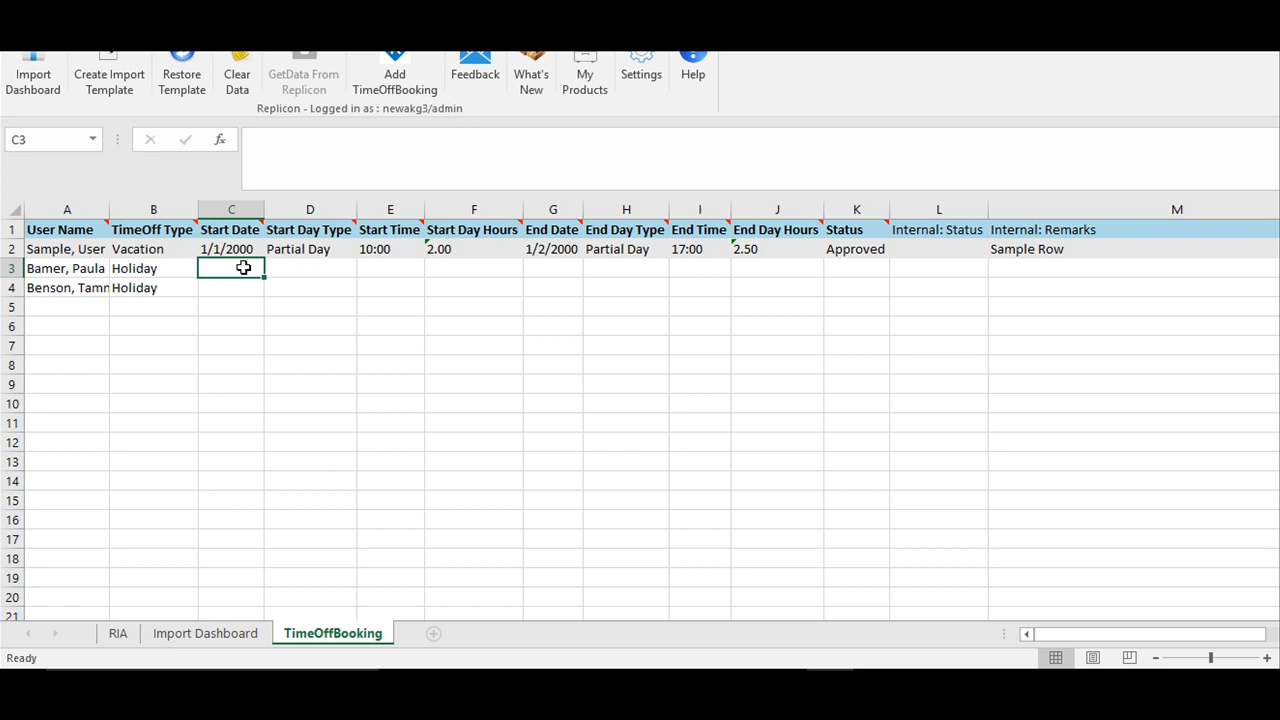 Import Dashboard
Create Import Template
Restore Template
Clear Data
GetData From Replicon
Add TimeOffBooking
Feedback
What's New
My Products
Settings
Help
Replicon - Logged in as : newakg3/admin
C3
fx
A B C D E F G H I J K L M
1 User Name TimeOff Type Start Date Start Day Type Start Time Start Day Hours End Date End Day Type End Time End Day Hours Status Internal: Status Internal: Remarks
2 Sample, User Vacation 1/1/2000 Partial Day 10:00 2.00 1/2/2000 Partial Day 17:00 2.50 Approved Sample Row
3 Bamer, Paula Holiday
4 Benson, Tamn Holiday
5
6
7
8
9
10
11
12
13
14
15
16
17
18
19
20
21
RIA Import Dashboard TimeOffBooking
Ready